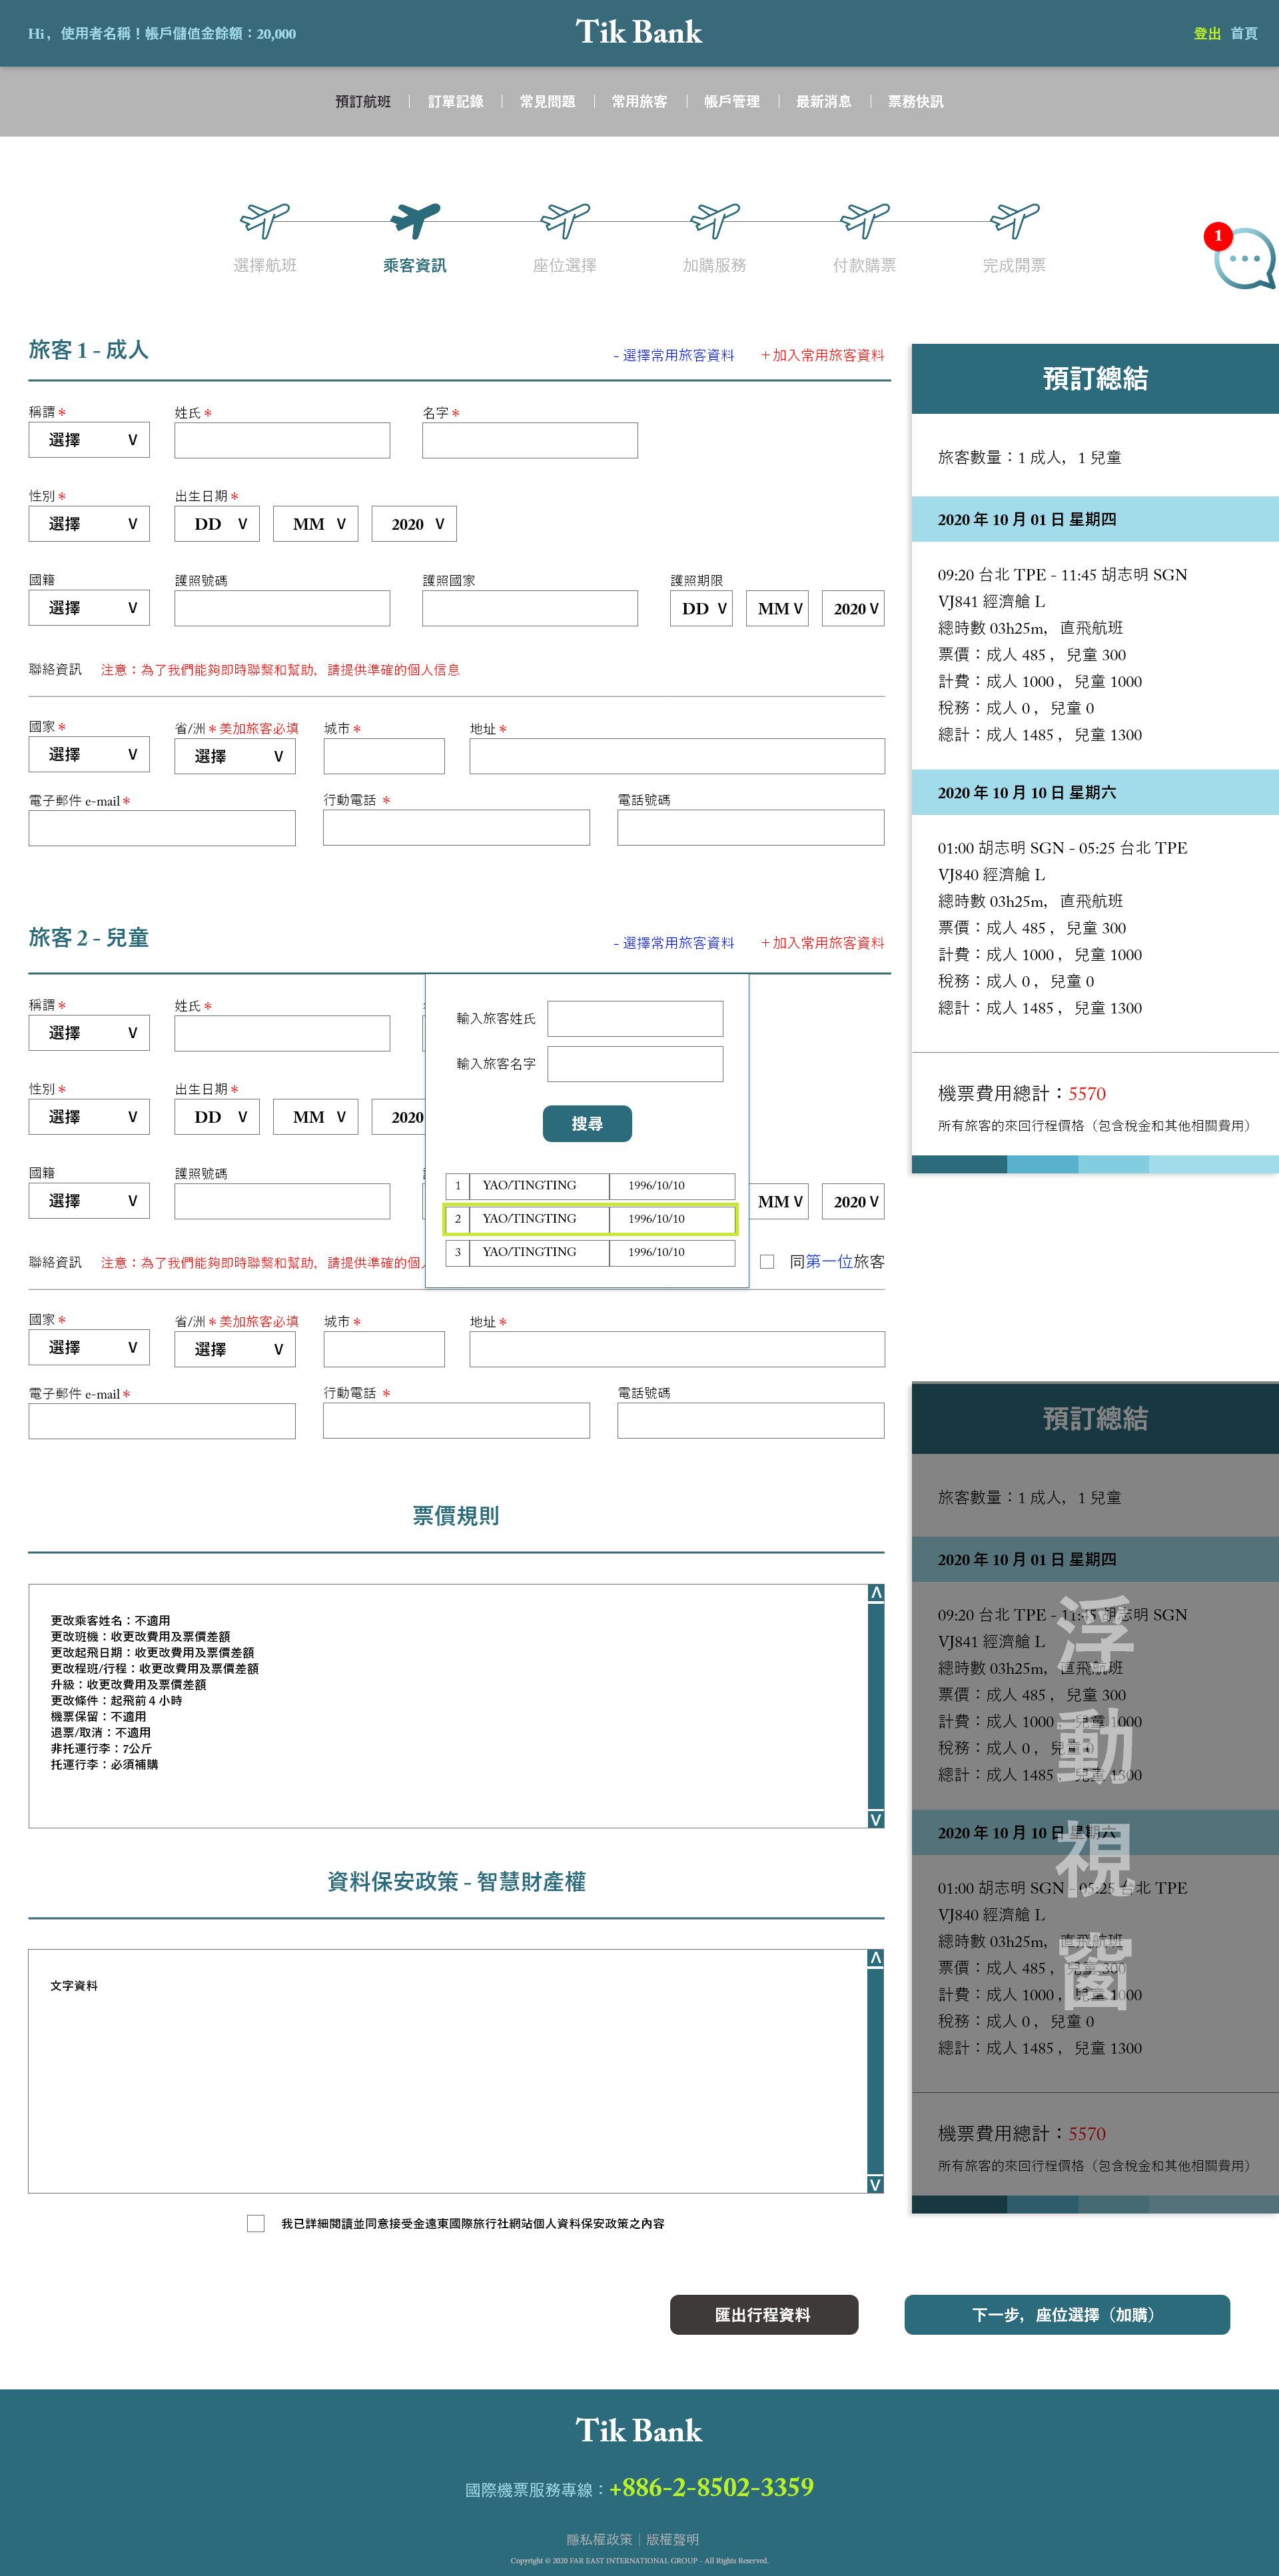 Hi， 使用者名稱！帳戶儲值金餘額：20,000
Tik Bank
登出 首頁
預訂航班 | 訂單記錄 | 常見問題 | 常用旅客 | 帳戶管理 | 最新消息 | 票務快訊
1
選擇航班 乘客資訊 座位選擇 加購服務 付款購票 完成開票
旅客 1 - 成人 - 選擇常用旅客資料 + 加入常用旅客資料
稱謂＊ 姓氏＊ 名字＊
選擇 V
性別＊ 出生日期＊
選擇 V DD V MM V 2020 V
國籍 護照號碼 護照國家 護照期限
選擇 V DD V MM V 2020 V
聯絡資訊 注意：為了我們能夠即時聯繫和幫助，請提供準確的個人信息
國家＊ 省/洲＊美加旅客必填 城市＊ 地址＊
選擇 V 選擇 V
電子郵件 e-mail＊ 行動電話 ＊ 電話號碼
旅客 2 - 兒童 - 選擇常用旅客資料 + 加入常用旅客資料
稱謂＊ 姓氏＊
選擇 V
性別＊ 出生日期＊
選擇 V DD V MM V 2020
國籍 護照號碼
選擇 V MM V 2020 V
聯絡資訊 注意：為了我們能夠即時聯繫和幫助，請提供準確的個 同第一位旅客
輸入旅客姓氏
輸入旅客名字
搜尋
1 YAO/TINGTING 1996/10/10
2 YAO/TINGTING 1996/10/10
3 YAO/TINGTING 1996/10/10
國家＊ 省/洲＊美加旅客必填 城市＊ 地址＊
選擇 V 選擇 V
電子郵件 e-mail＊ 行動電話 ＊ 電話號碼
票價規則
更改乘客姓名：不適用
更改班機：收更改費用及票價差額
更改起飛日期：收更改費用及票價差額
更改程班/行程：收更改費用及票價差額
升級：收更改費用及票價差額
更改條件：起飛前 4 小時
機票保留：不適用
退票/取消：不適用
非托運行李：7公斤
托運行李：必須補購
資料保安政策 - 智慧財產權
文字資料
我已詳細閱讀並同意接受金遠東國際旅行社網站個人資料保安政策之內容
預訂總結
旅客數量：1 成人，1 兒童
2020 年 10 月 01 日 星期四
09:20 台北 TPE - 11:45 胡志明 SGN
VJ841 經濟艙 L
總時數 03h25m，直飛航班
票價：成人 485， 兒童 300
計費：成人 1000， 兒童 1000
稅務：成人 0， 兒童 0
總計：成人 1485， 兒童 1300
2020 年 10 月 10 日 星期六
01:00 胡志明 SGN - 05:25 台北 TPE
VJ840 經濟艙 L
總時數 03h25m，直飛航班
票價：成人 485， 兒童 300
計費：成人 1000， 兒童 1000
稅務：成人 0， 兒童 0
總計：成人 1485， 兒童 1300
機票費用總計：5570
所有旅客的來回行程價格（包含稅金和其他相關費用）
預訂總結
旅客數量：1 成人，1 兒童
2020 年 10 月 01 日 星期四
09:20 台北 TPE - 11:45 胡志明 SGN
VJ841 經濟艙 L
總時數 03h25m，直飛航班
票價：成人 485， 兒童 300
計費：成人 1000， 兒童 1000
稅務：成人 0， 兒童 0
總計：成人 1485， 兒童 1300
2020 年 10 月 10 日 星期六
01:00 胡志明 SGN - 05:25 台北 TPE
VJ840 經濟艙 L
總時數 03h25m，直飛航班
票價：成人 485， 兒童 300
計費：成人 1000， 兒童 1000
稅務：成人 0， 兒童 0
總計：成人 1485， 兒童 1300
機票費用總計：5570
所有旅客的來回行程價格（包含稅金和其他相關費用）
浮
動
視
窗
匯出行程資料 下一步，座位選擇（加購）
Tik Bank
國際機票服務專線：+886-2-8502-3359
隱私權政策｜版權聲明
Copyright © 2020 FAR EAST INTERNATIONAL GROUP - All Rights Reserved.